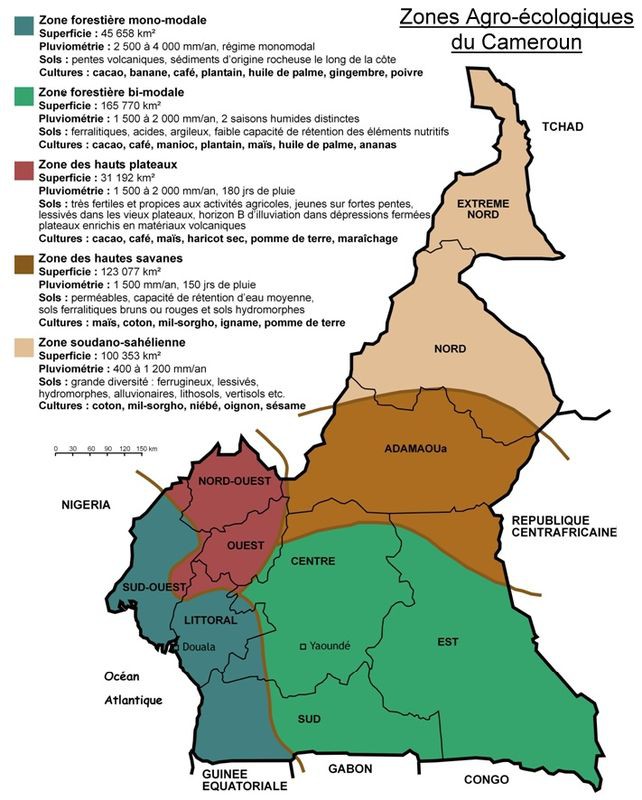 Zones Agro-écologiques
du Cameroun
Zone forestière mono-modale
Superficie : 45 658 km²
Pluviométrie : 2 500 à 4 000 mm/an, régime monomodal
Sols : pentes volcaniques, sédiments d'origine rocheuse le long de la côte
Cultures : cacao, banane, café, plantain, huile de palme, gingembre, poivre
Zone forestière bi-modale
Superficie : 165 770 km²
Pluviométrie : 1 500 à 2 000 mm/an, 2 saisons humides distinctes
Sols : ferralitiques, acides, argileux, faible capacité de rétention des éléments nutritifs
Cultures : cacao, café, manioc, plantain, maïs, huile de palme, ananas
Zone des hauts plateaux
Superficie : 31 192 km²
Pluviométrie : 1 500 à 2 000 mm/an, 180 jrs de pluie
Sols : très fertiles et propices aux activités agricoles, jeunes sur fortes pentes,
lessivés dans les vieux plateaux, horizon B d'illuviation dans dépressions fermées,
plateaux enrichis en matériaux volcaniques
Cultures : cacao, café, maïs, haricot sec, pomme de terre, maraîchage
Zone des hautes savanes
Superficie : 123 077 km²
Pluviométrie : 1 500 mm/an, 150 jrs de pluie
Sols : perméables, capacité de rétention d'eau moyenne,
sols ferralitiques bruns ou rouges et sols hydromorphes
Cultures : maïs, coton, mil-sorgho, igname, pomme de terre
Zone soudano-sahélienne
Superficie : 100 353 km²
Pluviométrie : 400 à 1 200 mm/an
Sols : grande diversité : ferrugineux, lessivés,
hydromorphes, alluvionaires, lithosols, vertisols etc.
Cultures : coton, mil-sorgho, niébé, oignon, sésame
0 30 60 90 120 150 km
TCHAD
EXTREME
NORD
NORD
ADAMAOUa
NORD-OUEST
NIGERIA
REPUBLIQUE
CENTRAFRICAINE
OUEST
CENTRE
SUD-OUEST
LITTORAL
Douala
Yaoundé
EST
Océan
Atlantique
SUD
GUINEE
EQUATORIALE
GABON
CONGO